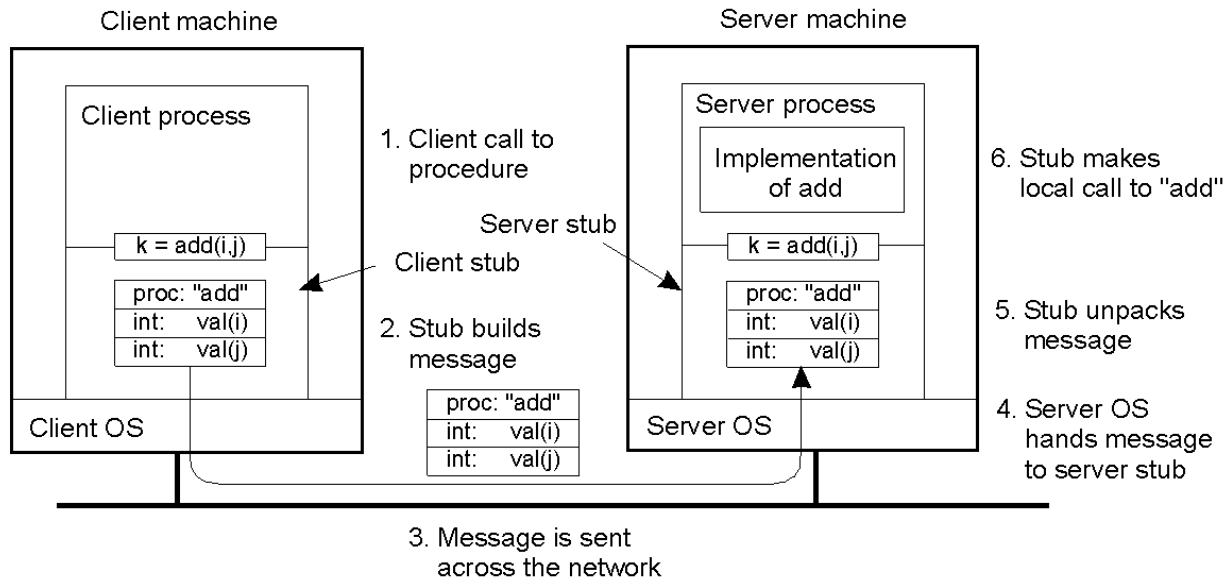 Client machine
Server machine
Client process
1. Client call to
procedure
Server process
Implementation
of add
6. Stub makes
local call to "add"
Server stub
k = add(i,j)
k = add(i,j)
Client stub
proc: "add"
int: val(i)
int: val(j)
2. Stub builds
message
proc: "add"
int: val(i)
int: val(j)
proc: "add"
int: val(i)
int: val(j)
5. Stub unpacks
message
Client OS
Server OS
4. Server OS
hands message
to server stub
3. Message is sent
across the network